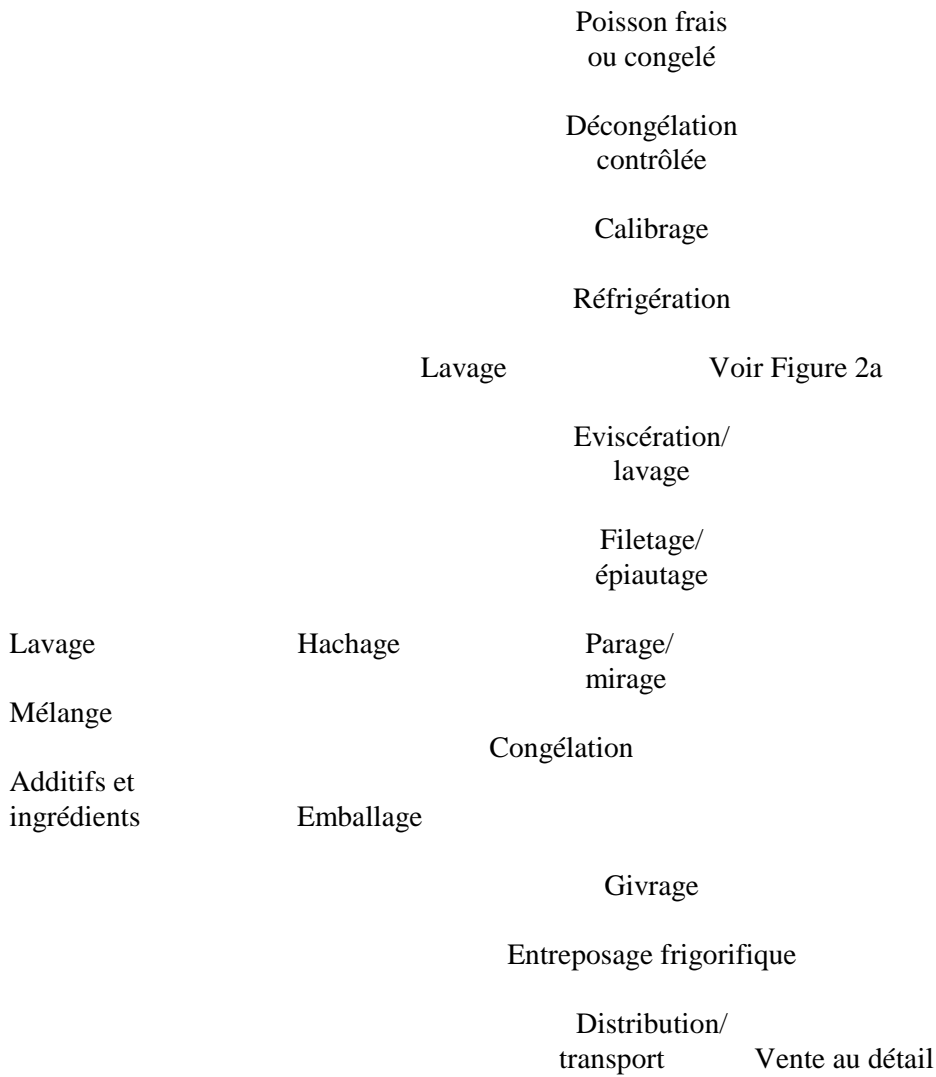 Poisson frais
ou congelé
Décongélation
contrôlée
Calibrage
Réfrigération
Lavage Voir Figure 2a
Eviscération/
lavage
Filetage/
épiautage
Lavage Hachage Parage/
mirage
Mélange
Congélation
Additifs et
ingrédients Emballage
Givrage
Entreposage frigorifique
Distribution/
transport Vente au détail